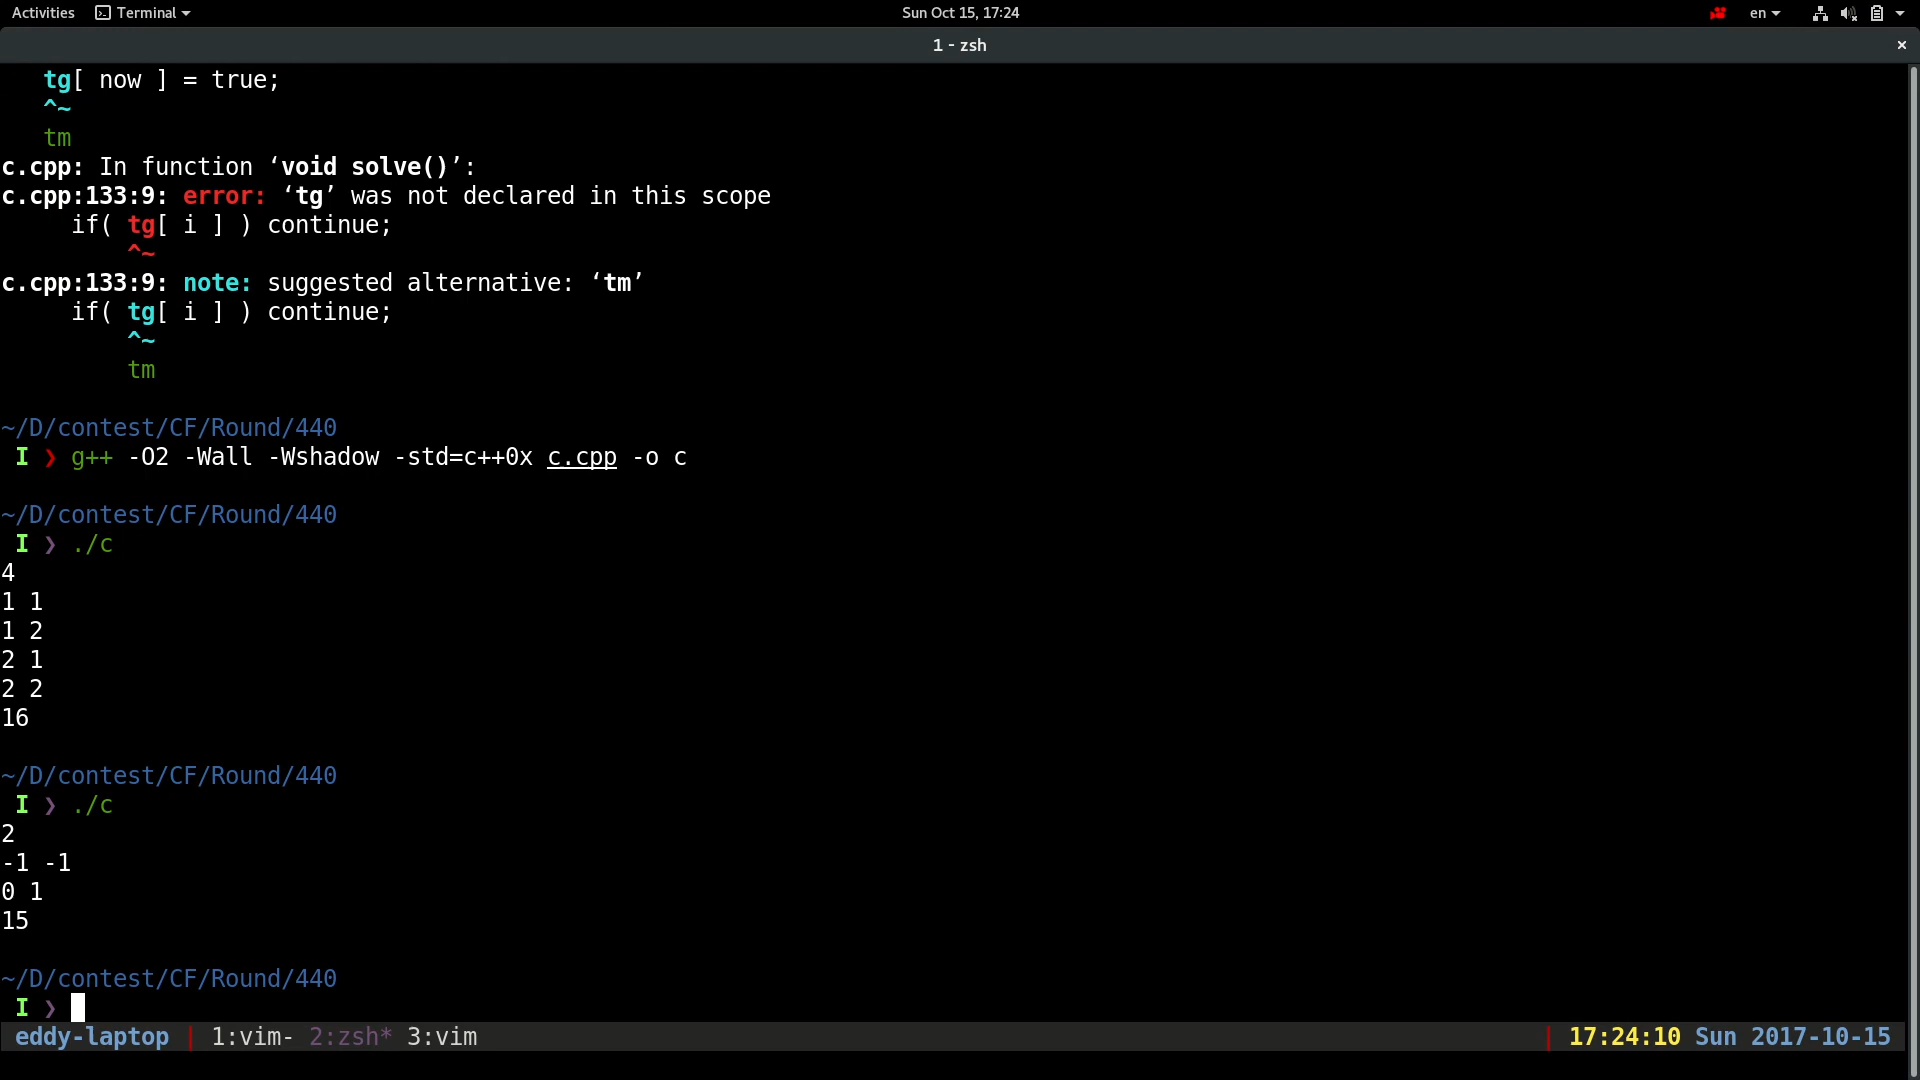 Activities Terminal Sun Oct 15, 17:24 en
1 - zsh
tg[ now ] = true;
^~
tm
c.cpp: In function ‘void solve()’:
c.cpp:133:9: error: ‘tg’ was not declared in this scope
if( tg[ i ] ) continue;
^~
c.cpp:133:9: note: suggested alternative: ‘tm’
if( tg[ i ] ) continue;
^~
tm
~/D/contest/CF/Round/440
I ❯ g++ -O2 -Wall -Wshadow -std=c++0x c.cpp -o c
~/D/contest/CF/Round/440
I ❯ ./c
4
1 1
1 2
2 1
2 2
16
~/D/contest/CF/Round/440
I ❯ ./c
2
-1 -1
0 1
15
~/D/contest/CF/Round/440
I ❯
eddy-laptop | 1:vim- 2:zsh* 3:vim | 17:24:10 Sun 2017-10-15